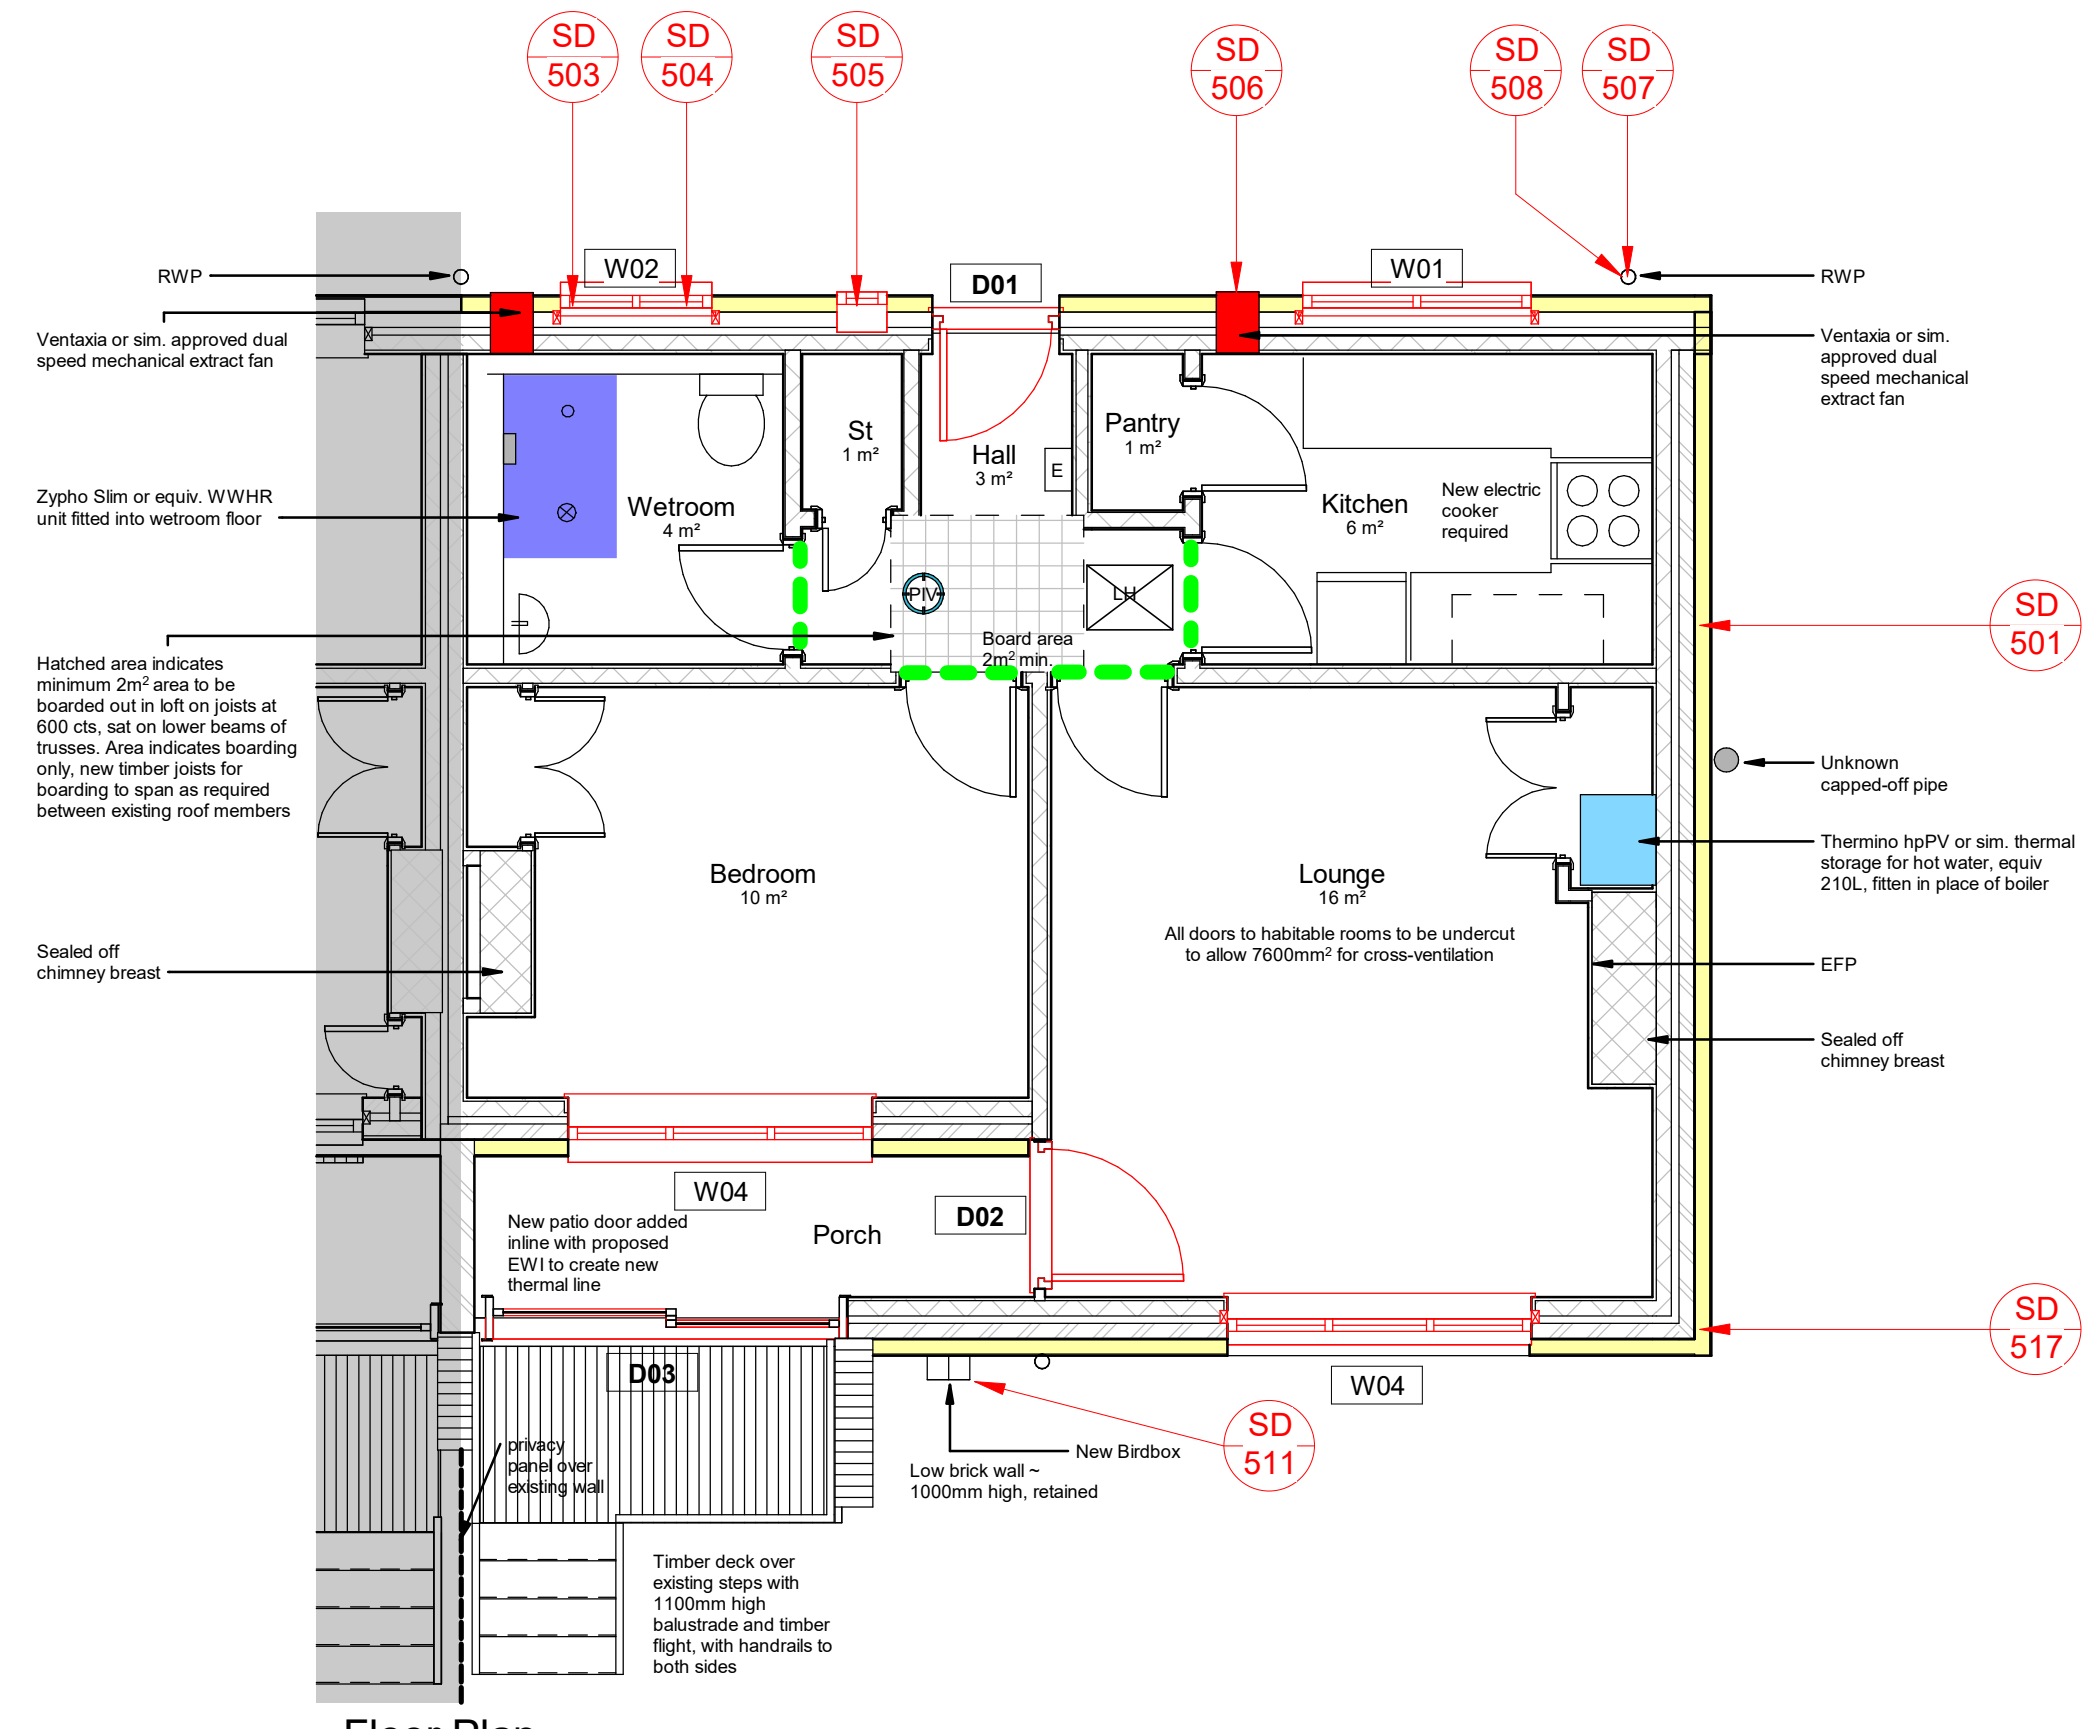 SD
503
SD
504
SD
505
SD
506
SD
508
SD
507
RWP
W02
D01
W01
RWP
Ventaxia or sim. approved dual
speed mechanical extract fan
Ventaxia or sim.
approved dual
speed mechanical
extract fan
St
1 m²
Hall
3 m²
E
Pantry
1 m²
Zypho Slim or equiv. WWHR
unit fitted into wetroom floor
Wetroom
4 m²
Kitchen
6 m²
New electric
cooker
required
PIV
LH
Board area
2m² min.
SD
501
Hatched area indicates
minimum 2m² area to be
boarded out in loft on joists at
600 cts, sat on lower beams of
trusses. Area indicates boarding
only, new timber joists for
boarding to span as required
between existing roof members
Unknown
capped-off pipe
Thermino hpPV or sim. thermal
storage for hot water, equiv
210L, fitten in place of boiler
Bedroom
10 m²
Lounge
16 m²
All doors to habitable rooms to be undercut
to allow 7600mm² for cross-ventilation
Sealed off
chimney breast
EFP
Sealed off
chimney breast
W04
D02
New patio door added
inline with proposed
EWI to create new
thermal line
Porch
SD
517
D03
W04
privacy
panel over
existing wall
New Birdbox
SD
511
Low brick wall ~
1000mm high, retained
Timber deck over
existing steps with
1100mm high
balustrade and timber
flight, with handrails to
both sides
Floor Plan